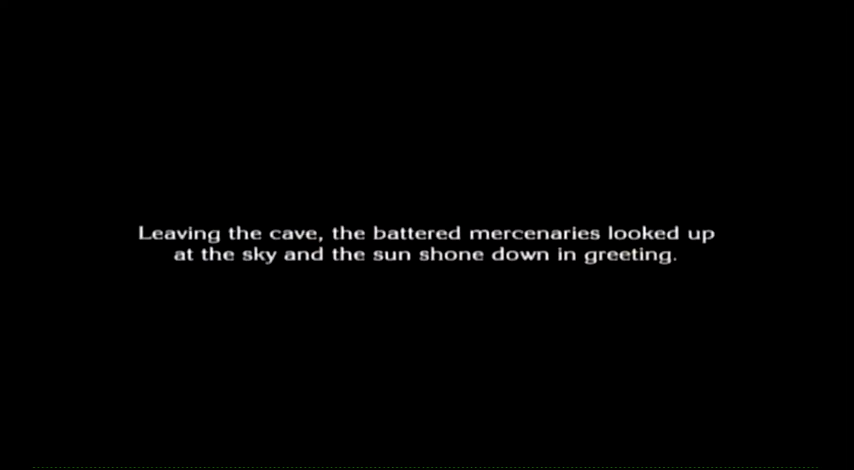 Leaving the cave, the battered mercenaries looked up
at the sky and the sun shone down in greeting.